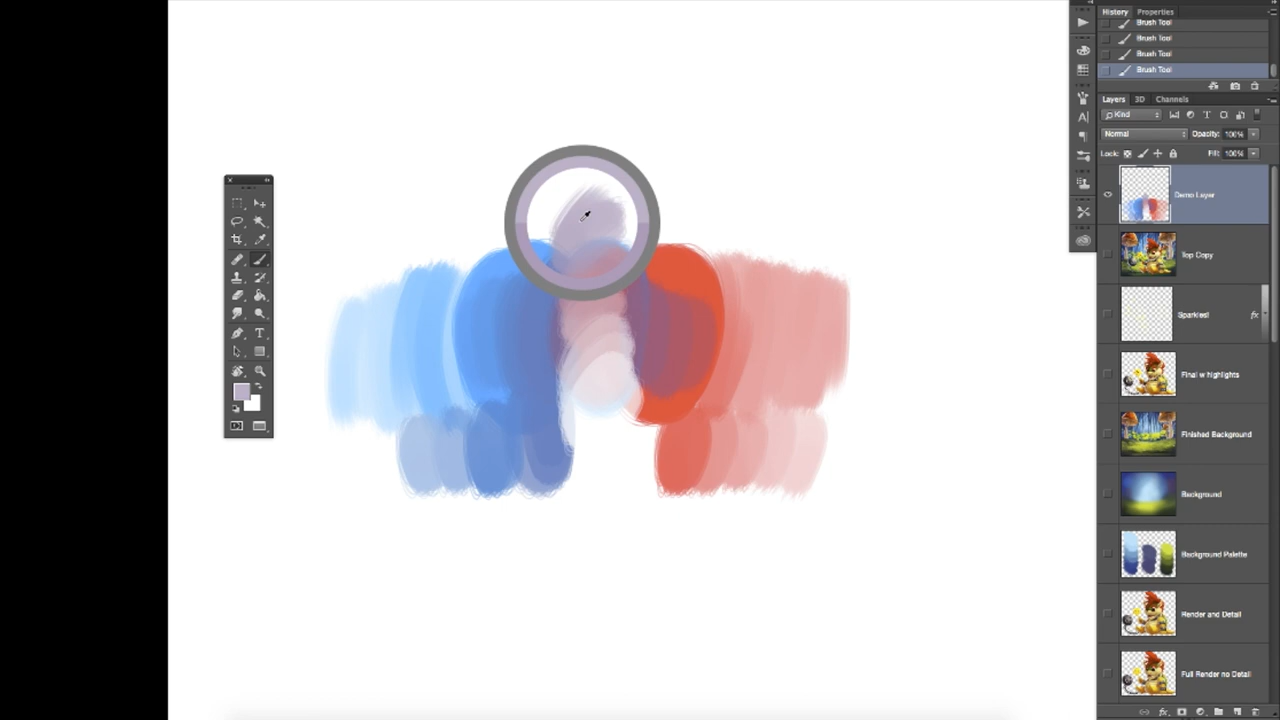 History Properties
Brush Tool
Brush Tool
Brush Tool
Brush Tool
Layers 3D Channels
Kind
Normal Opacity: 100%
Lock: Fill: 100%
Demo Layer
Top Copy
Sparkles! fx
Final w highlights
Finished Background
Background
Background Palette
Render and Detail
Full Render no Detail